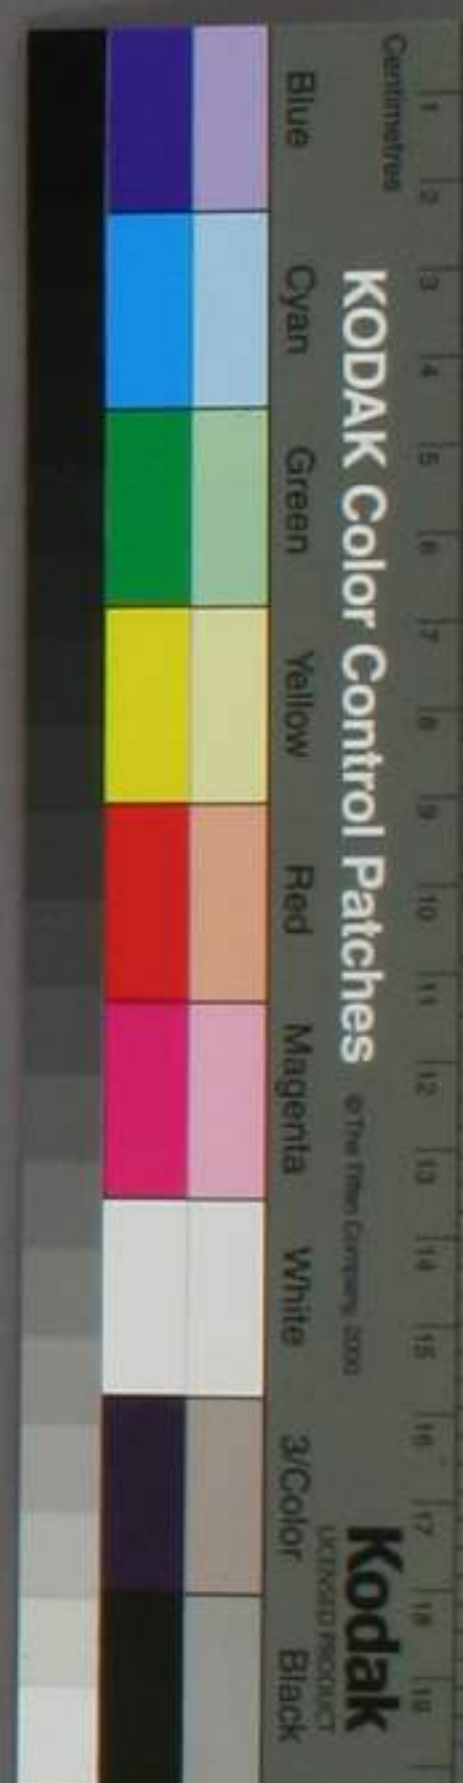 Centimetres
1 2 3 4 5 6 7 8 9 10 11 12 13 14 15 16 17 18 19
KODAK Color Control Patches © The Tiffen Company, 2000
Kodak
LICENSED PRODUCT
Blue Cyan Green Yellow Red Magenta White 3/Color Black